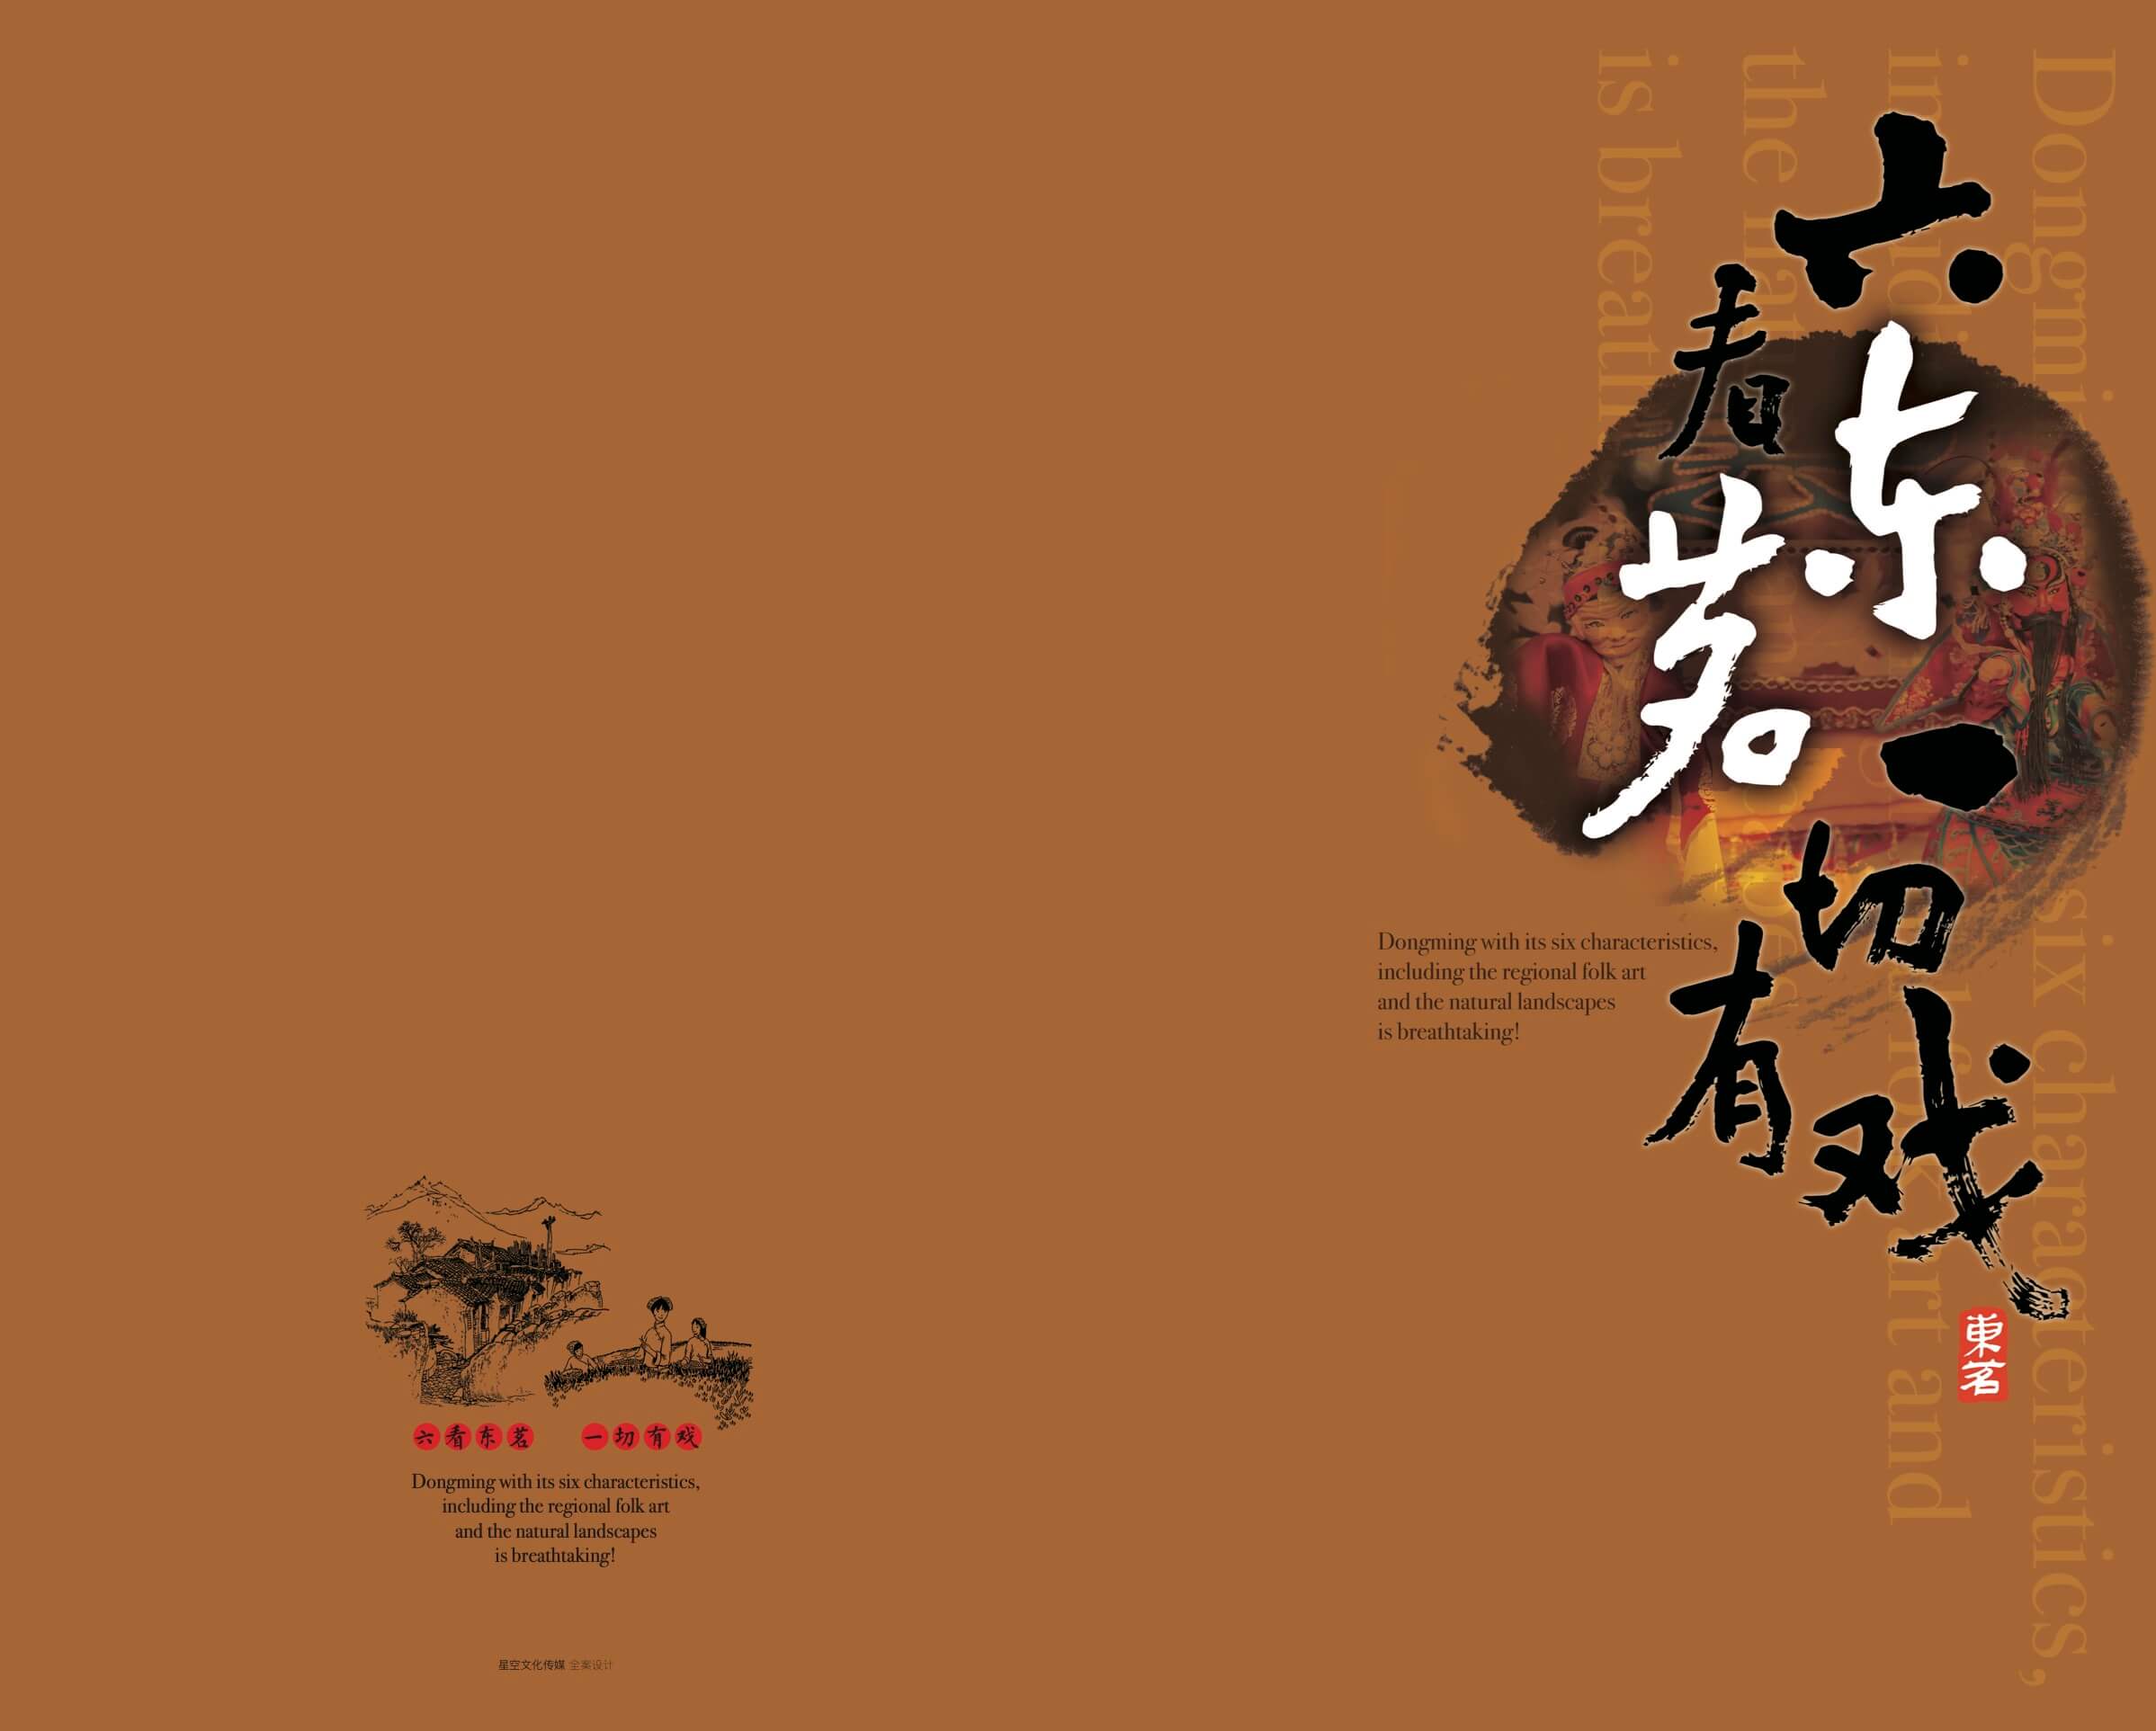 六看东茗
一切有戏
東茗
Dongming with its six characteristics,
including the regional folk art
and the natural landscapes
is breathtaking!
六看东茗 一切有戏
Dongming with its six characteristics,
including the regional folk art
and the natural landscapes
is breathtaking!
星空文化传媒 全案设计
Dongming with its six characteristics,
including the regional folk art and
the natural landscapes
is breath